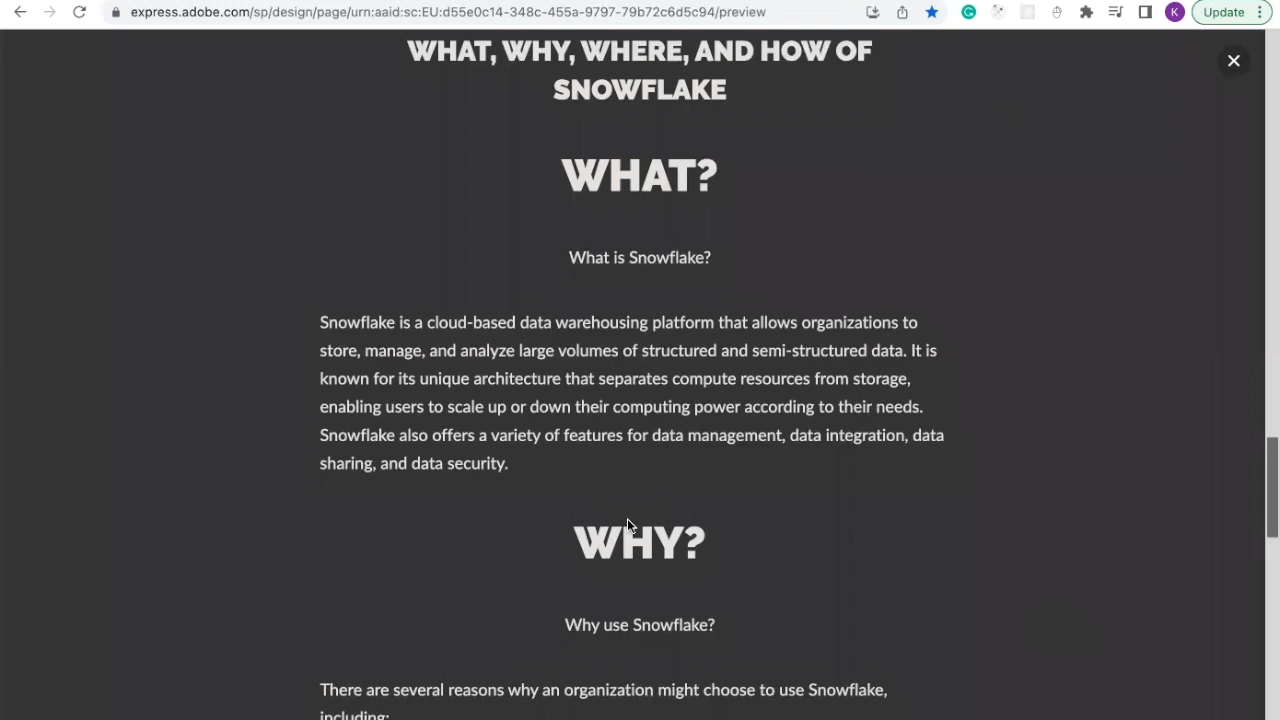 express.adobe.com/sp/design/page/urn:aaid:sc:EU:d55e0c14-348c-455a-9797-79b72c6d5c94/preview
K
Update
WHAT, WHY, WHERE, AND HOW OF
SNOWFLAKE
WHAT?
What is Snowflake?
Snowflake is a cloud-based data warehousing platform that allows organizations to
store, manage, and analyze large volumes of structured and semi-structured data. It is
known for its unique architecture that separates compute resources from storage,
enabling users to scale up or down their computing power according to their needs.
Snowflake also offers a variety of features for data management, data integration, data
sharing, and data security.
WHY?
Why use Snowflake?
There are several reasons why an organization might choose to use Snowflake,
including: